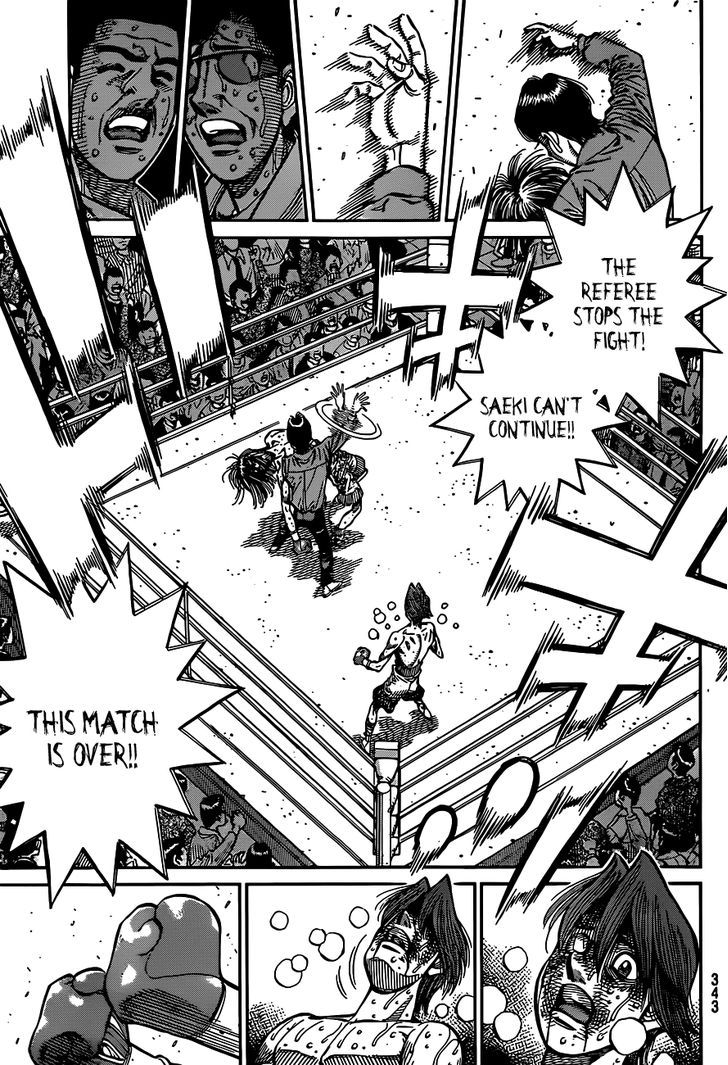 THE
REFEREE
STOPS THE
FIGHT!
SAEKI CAN'T
CONTINUE!!
THIS MATCH
IS OVER!!
343